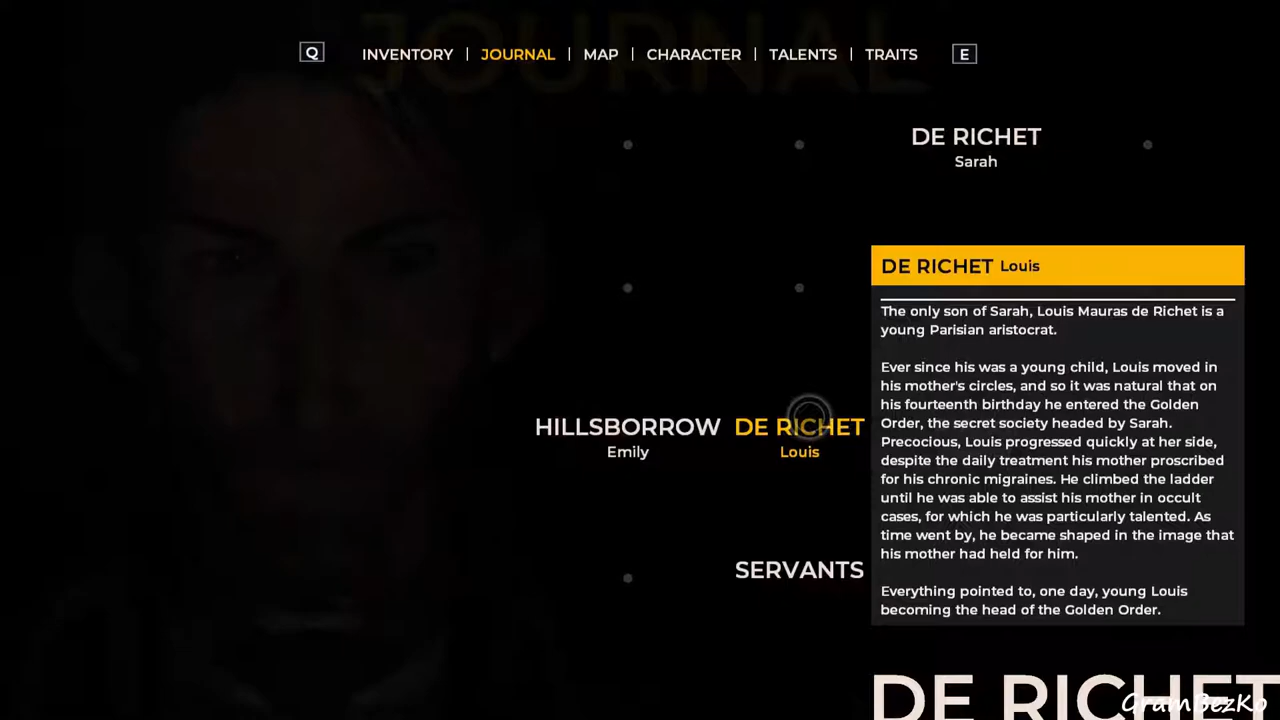 JOURNAL
Q INVENTORY | JOURNAL | MAP | CHARACTER | TALENTS | TRAITS E
DE RICHET
Sarah
DE RICHET Louis
The only son of Sarah, Louis Mauras de Richet is a
young Parisian aristocrat.
Ever since his was a young child, Louis moved in
his mother's circles, and so it was natural that on
his fourteenth birthday he entered the Golden
Order, the secret society headed by Sarah.
Precocious, Louis progressed quickly at her side,
despite the daily treatment his mother proscribed
for his chronic migraines. He climbed the ladder
until he was able to assist his mother in occult
cases, for which he was particularly talented. As
time went by, he became shaped in the image that
his mother had held for him.
Everything pointed to, one day, young Louis
becoming the head of the Golden Order.
HILLSBORROW
Emily
DE RICHET
Louis
SERVANTS
DE RICHET
GramBezKo